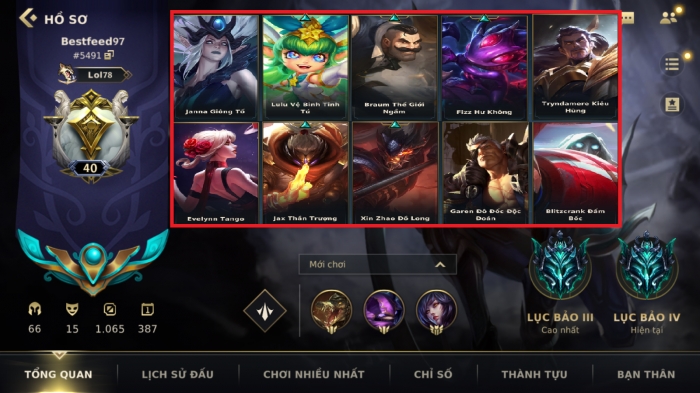 HỒ SƠ
Bestfeed97
#5491
Lol78
40
66 15 1.065 387
Janna Giông Tố
Lulu Vệ Binh Tinh Tú
Braum Thế Giới Ngầm
Fizz Hư Không
Tryndamere Kiêu Hùng
Evelynn Tango
Jax Thần Trượng
Xin Zhao Đồ Long
Garen Đô Đốc Độc Đoán
Blitzcrank Đấm Bốc
Mới chơi
LỤC BẢO III
Cao nhất
LỤC BẢO IV
Hiện tại
TỔNG QUAN
LỊCH SỬ ĐẤU
CHƠI NHIỀU NHẤT
CHỈ SỐ
THÀNH TỰU
BẠN THÂN